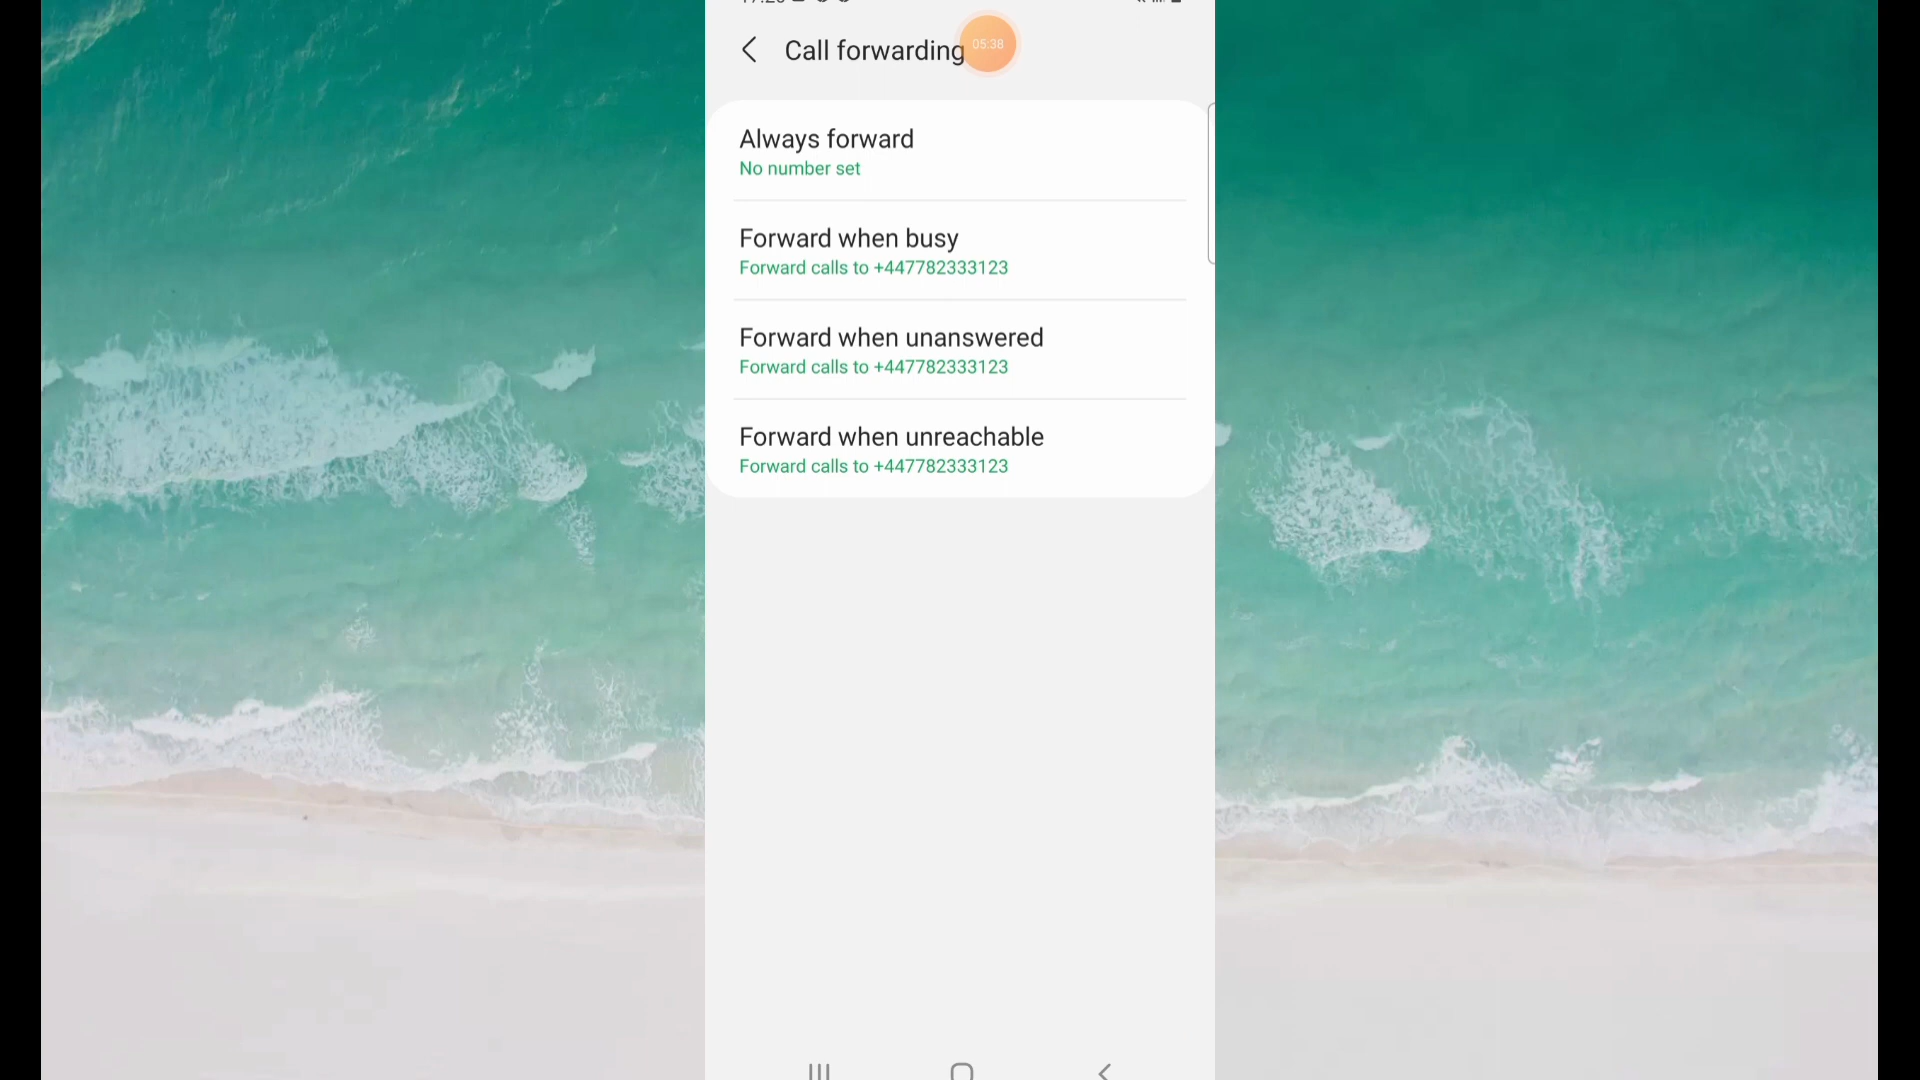 Call forwarding
05:38
Always forward
No number set
Forward when busy
Forward calls to +447782333123
Forward when unanswered
Forward calls to +447782333123
Forward when unreachable
Forward calls to +447782333123